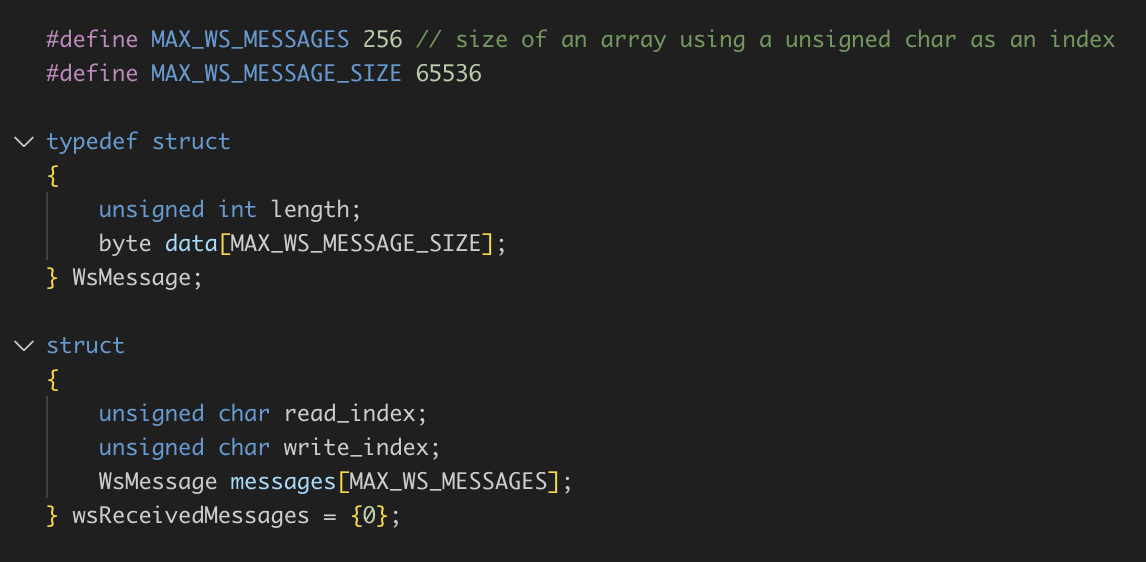 #define MAX_WS_MESSAGES 256 // size of an array using a unsigned char as an index
#define MAX_WS_MESSAGE_SIZE 65536
typedef struct
{
unsigned int length;
byte data[MAX_WS_MESSAGE_SIZE];
} WsMessage;
struct
{
unsigned char read_index;
unsigned char write_index;
WsMessage messages[MAX_WS_MESSAGES];
} wsReceivedMessages = {0};